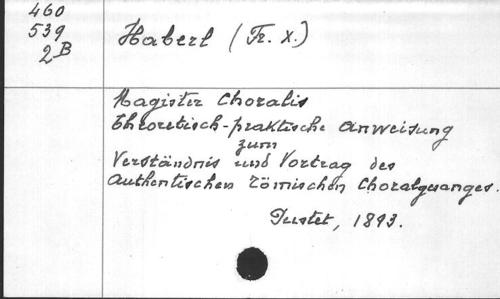 460
539
2B
Haberl (Fr. X.)
Magister Choralis
theoretisch-praktische Anweisung
zum
Verständnis und Vortrag des
authentischen römischen Choralgesanges.
Pustet, 1893.